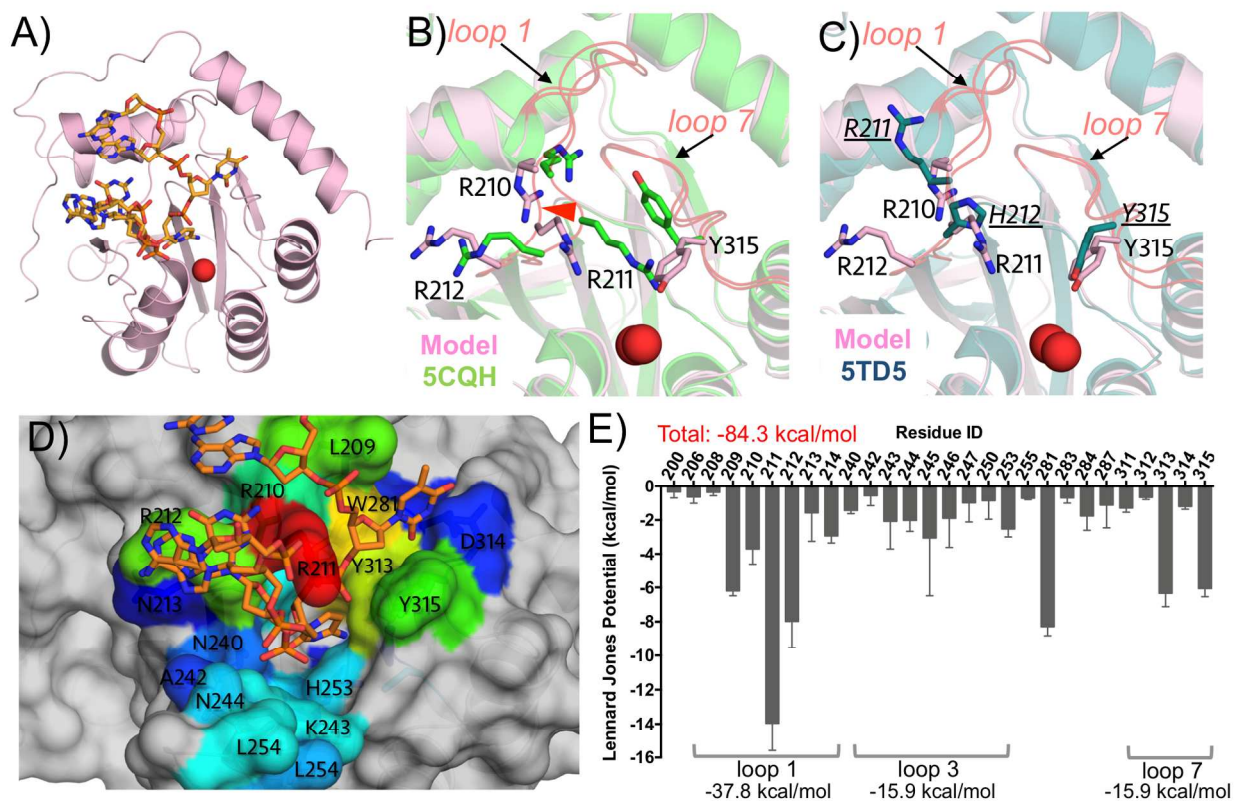 A)
B)
loop 1
loop 7
R210
Y315
R212
R211
Model
5CQH
C)
loop 1
loop 7
R211
R210
H212
Y315
Y315
R212
R211
Model
5TD5
D)
L209
R210
W281
R212
D314
R211
Y313
N213
Y315
N240
A242
H253
N244
K243
L254
L254
E)
Total: -84.3 kcal/mol
Residue ID
200 206 208 209 210 211 212 213 214 240 242 243 244 245 246 247 250 253 255 281 283 284 287 311 312 313 314 315
Lennard Jones Potential (kcal/mol)
0
-2
-4
-6
-8
-10
-12
-14
-16
loop 1
-37.8 kcal/mol
loop 3
-15.9 kcal/mol
loop 7
-15.9 kcal/mol